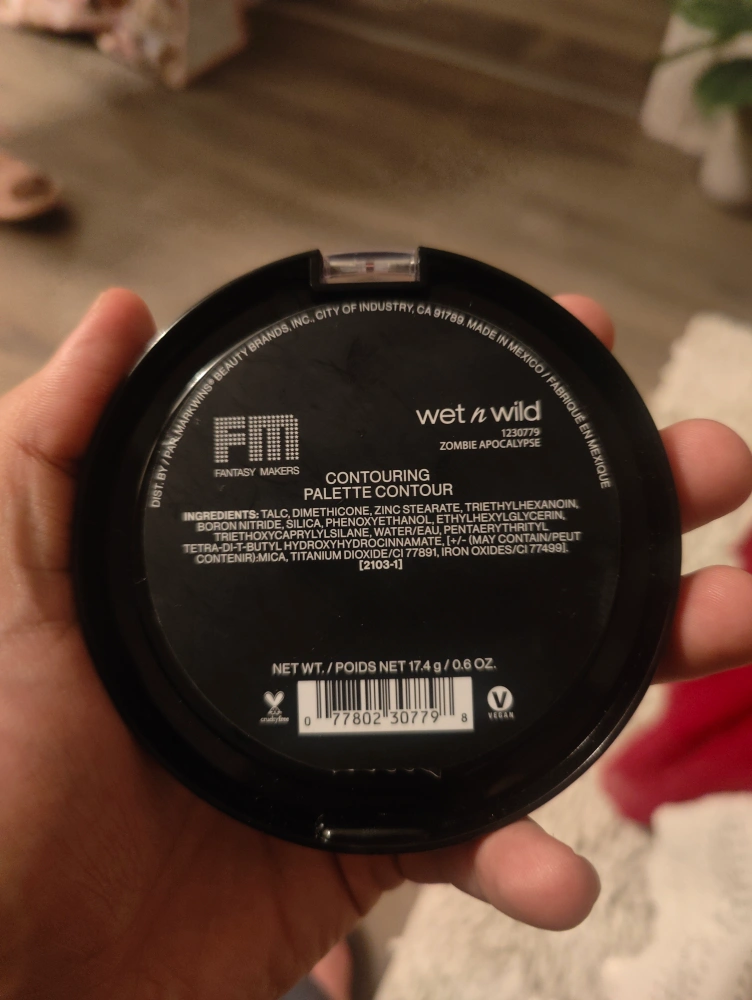 DIST. BY / PAR MARKWINS® BEAUTY BRANDS, INC., CITY OF INDUSTRY, CA 91789. MADE IN MEXICO / FABRIQUÉ EN MEXIQUE
FM
FANTASY MAKERS
wet n wild
1230779
ZOMBIE APOCALYPSE
CONTOURING
PALETTE CONTOUR
INGREDIENTS: TALC, DIMETHICONE, ZINC STEARATE, TRIETHYLHEXANOIN,
BORON NITRIDE, SILICA, PHENOXYETHANOL, ETHYLHEXYLGLYCERIN,
TRIETHOXYCAPRYLYLSILANE, WATER/EAU, PENTAERYTHRITYL
TETRA-DI-T-BUTYL HYDROXYHYDROCINNAMATE, [+/- (MAY CONTAIN/PEUT
CONTENIR):MICA, TITANIUM DIOXIDE/CI 77891, IRON OXIDES/CI 77499].
[2103-1]
NET WT. / POIDS NET 17.4 g / 0.6 OZ.
crueltyfree
0 77802 30779 8
VEGAN